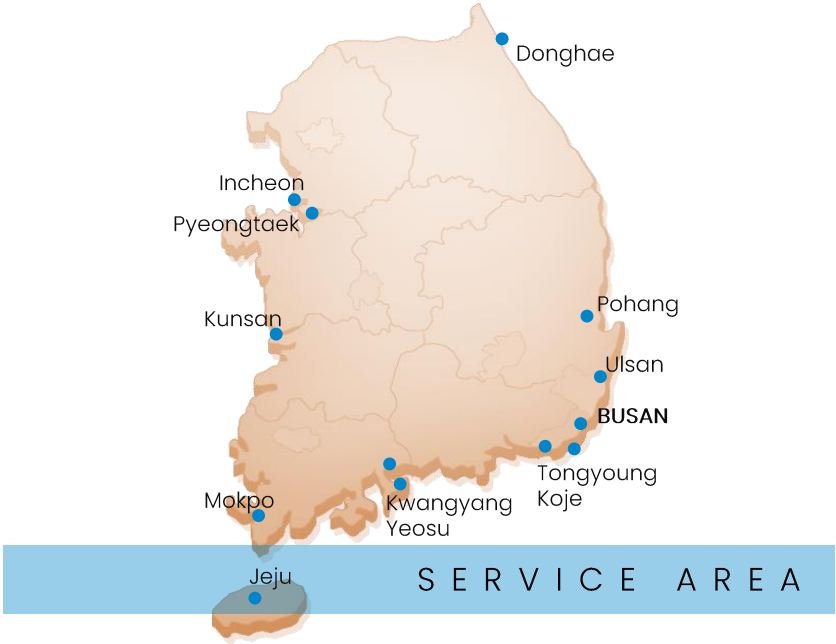 Donghae
Incheon
Pyeongtaek
Pohang
Kunsan
Ulsan
BUSAN
Tongyoung
Koje
Mokpo
Kwangyang
Yeosu
Jeju
SERVICE AREA